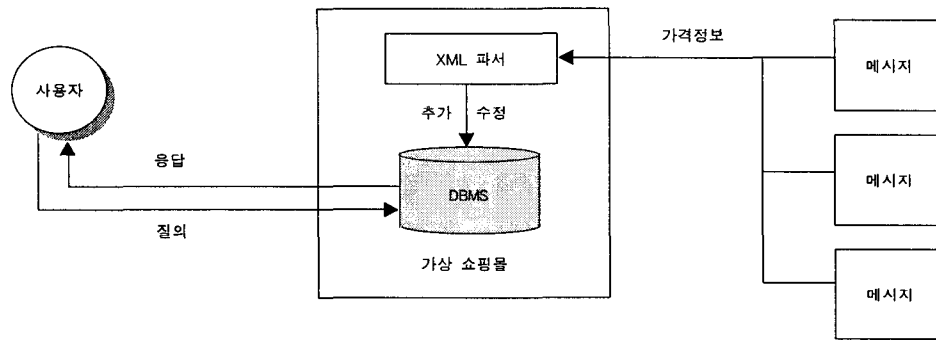 가격정보
XML 파서
메시지
사용자
추가 수정
응답
DBMS
메시지
질의
가상 쇼핑몰
메시지